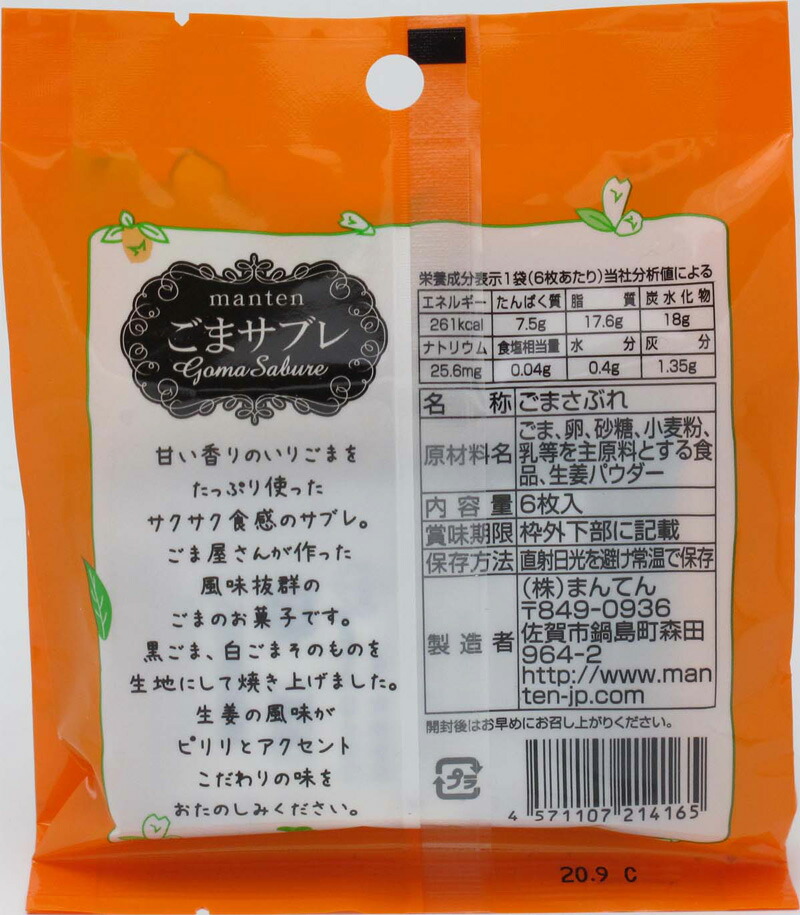 manten
ごまサブレ
Goma Sabure
甘い香りのいりごまを
たっぷり使った
サクサク食感のサブレ。
ごま屋さんが作った
風味抜群の
ごまのお菓子です。
黒ごま、白ごまそのものを
生地にして焼き上げました。
生姜の風味が
ピリリとアクセント
こだわりの味を
おたのしみください。
栄養成分表示1袋(6枚あたり)当社分析値による
エネルギー たんぱく質 脂質 炭水化物
261kcal 7.5g 17.6g 18g
ナトリウム 食塩相当量 水分 灰分
25.6mg 0.04g 0.4g 1.35g
名称 ごまさぶれ
原材料名 ごま、卵、砂糖、小麦粉、
乳等を主原料とする食
品、生姜パウダー
内容量 6枚入
賞味期限 枠外下部に記載
保存方法 直射日光を避け常温で保存
製造者 (株)まんてん
〒849-0936
佐賀市鍋島町森田
964-2
http://www.man
ten-jp.com
開封後はお早めにお召し上がりください。
プラ
4 571107 214165
20.9 C